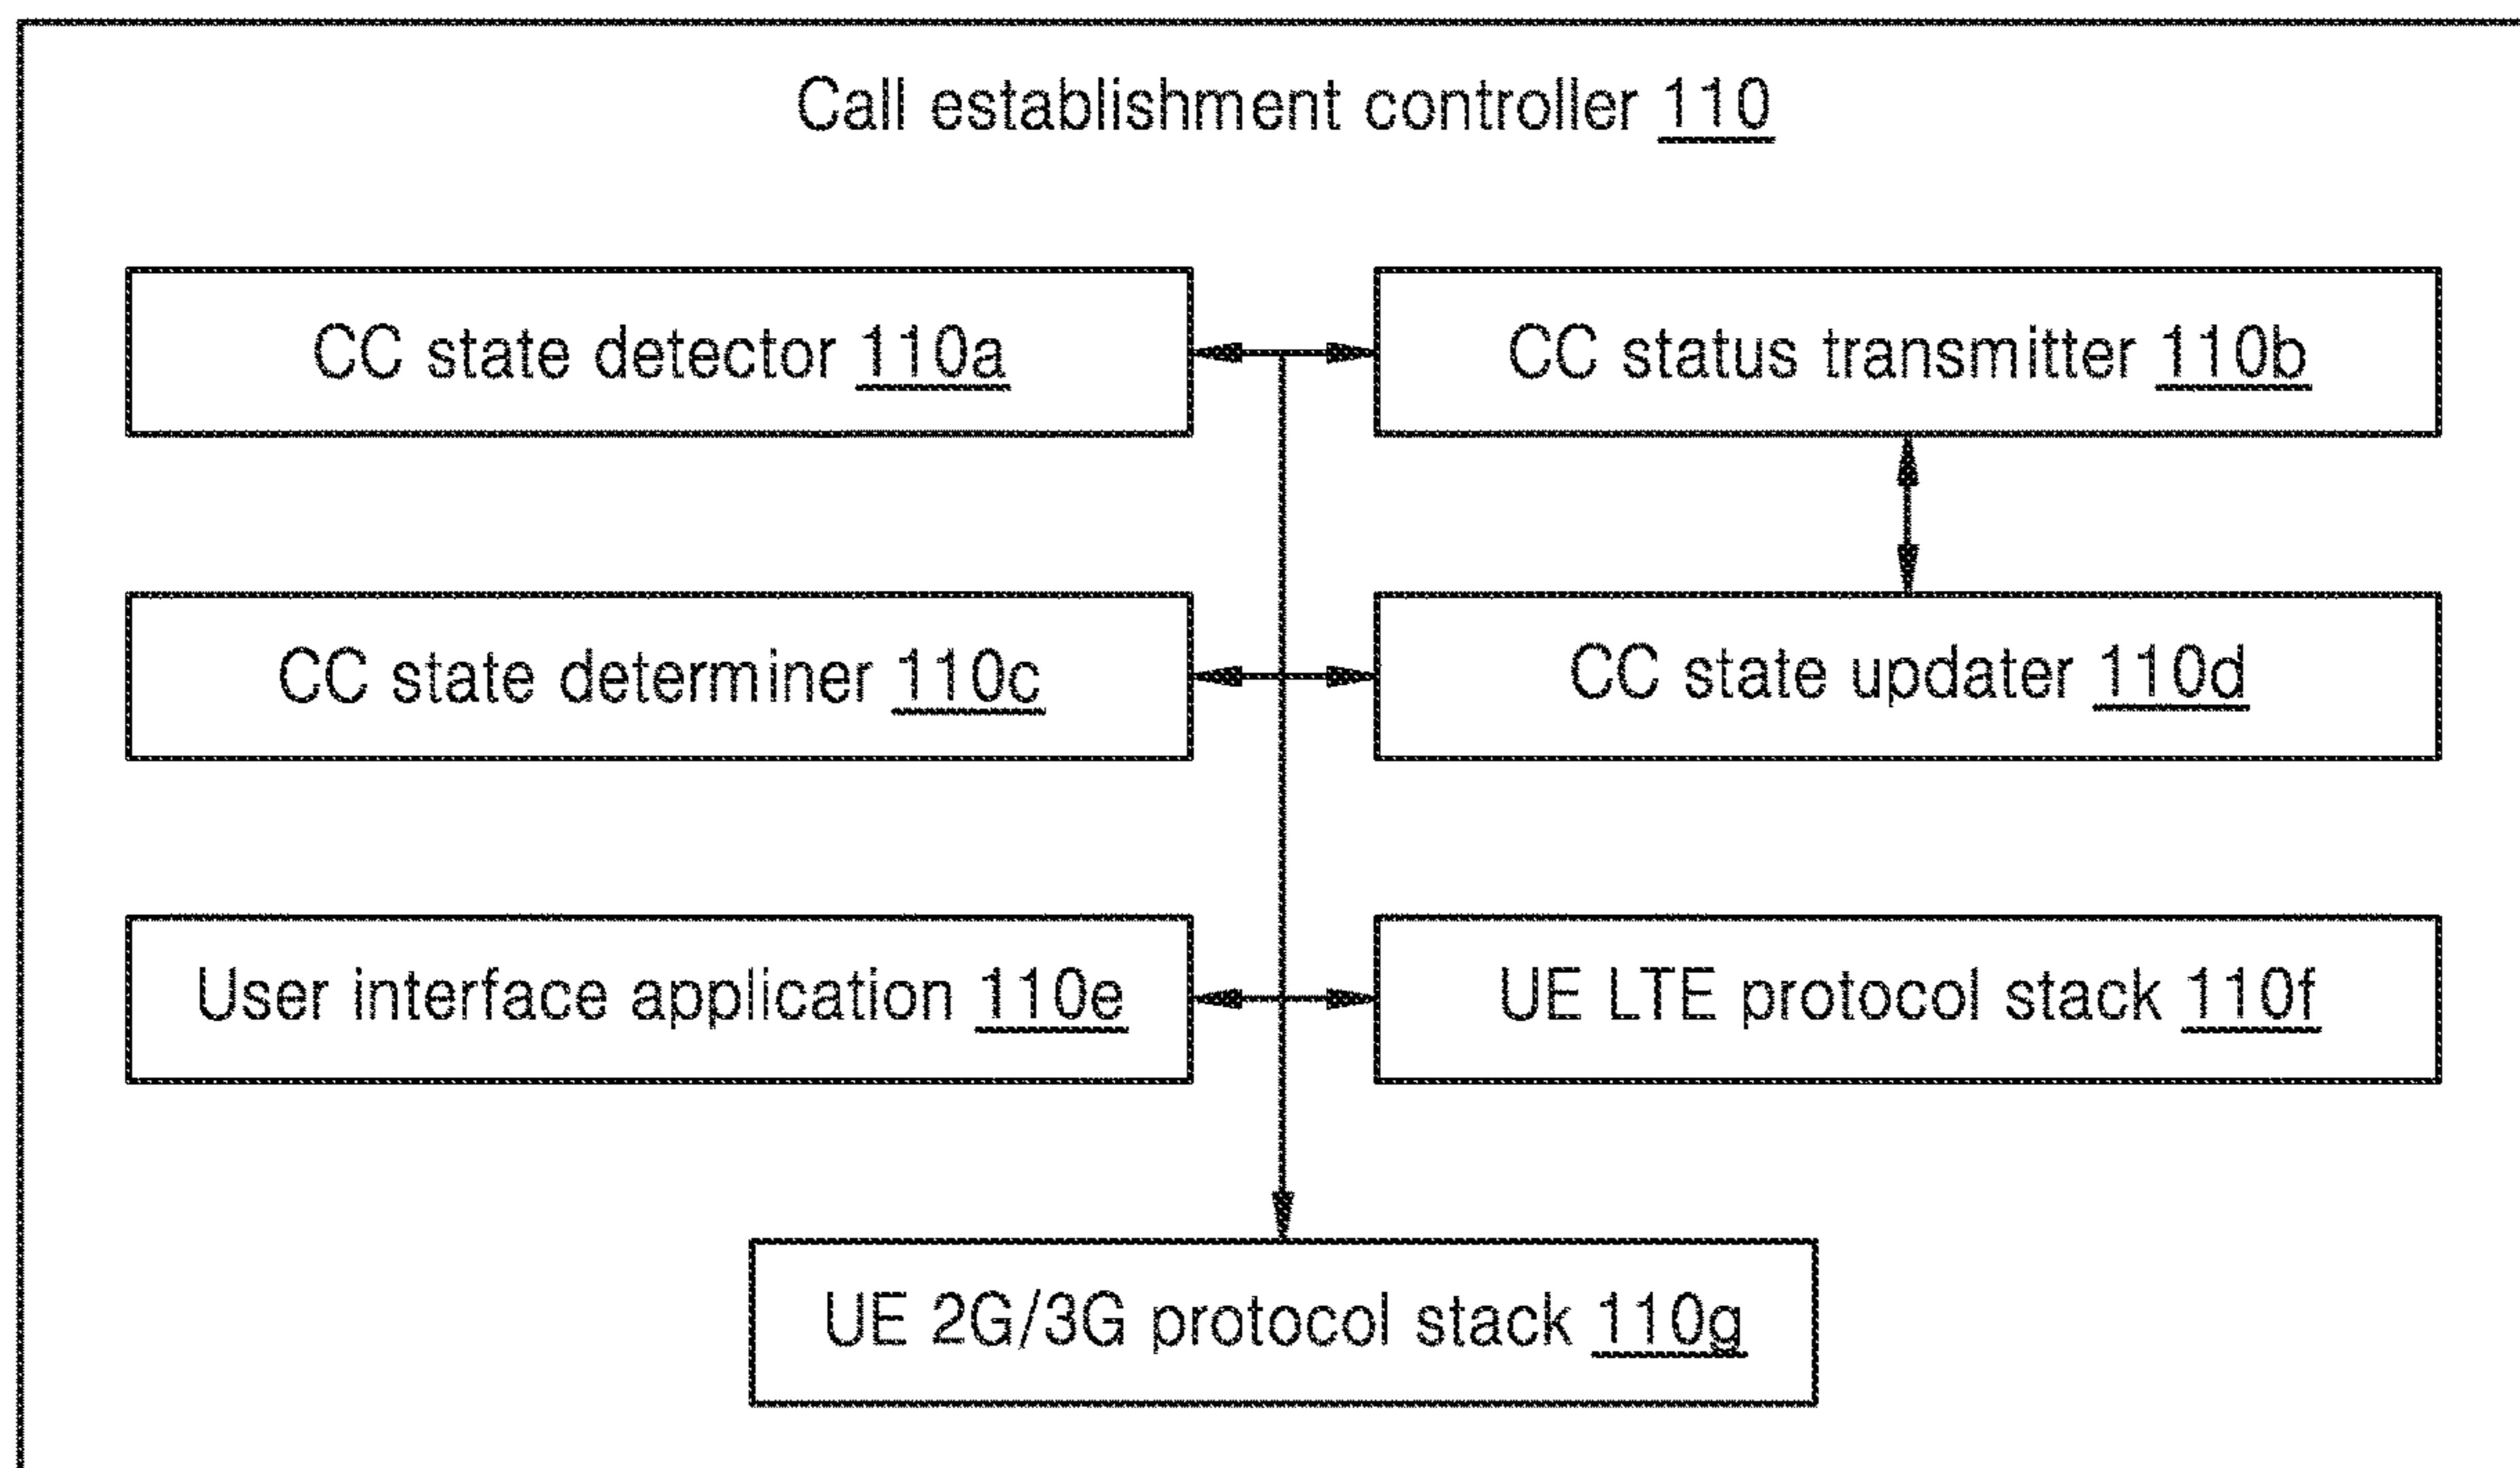 Call establishment controller 110
CC state detector 110a
CC status transmitter 110b
CC state determiner 110c
CC state updater 110d
User interface application 110e
UE LTE protocol stack 110f
UE 2G/3G protocol stack 110g